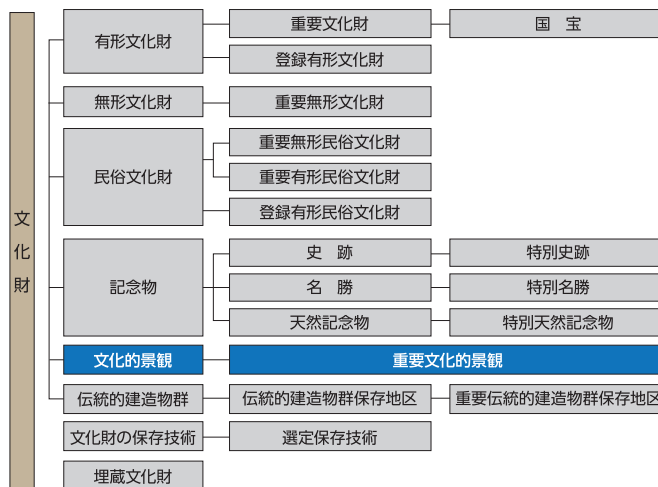 文化財
有形文化財
重要文化財
国 宝
登録有形文化財
無形文化財
重要無形文化財
民俗文化財
重要無形民俗文化財
重要有形民俗文化財
登録有形民俗文化財
記念物
史 跡
特別史跡
名 勝
特別名勝
天然記念物
特別天然記念物
文化的景観
重要文化的景観
伝統的建造物群
伝統的建造物群保存地区
重要伝統的建造物群保存地区
文化財の保存技術
選定保存技術
埋蔵文化財